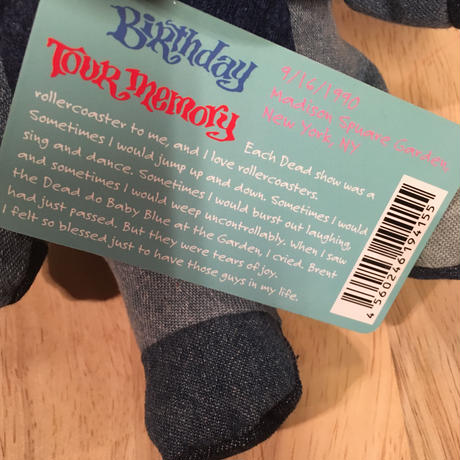 Birthday
9/16/1990
Madison Square Garden
New York, NY
Tour Memory
Each Dead show was a
rollercoaster to me, and I love rollercoasters.
Sometimes I would jump up and down. Sometimes I would
sing and dance. Sometimes I would burst out laughing,
and sometimes I would weep uncontrollably. When I saw
the Dead do Baby Blue at the Garden, I cried. Brent
had just passed. But they were tears of joy.
I felt so blessed just to have those guys in my life.
4 560246 194155